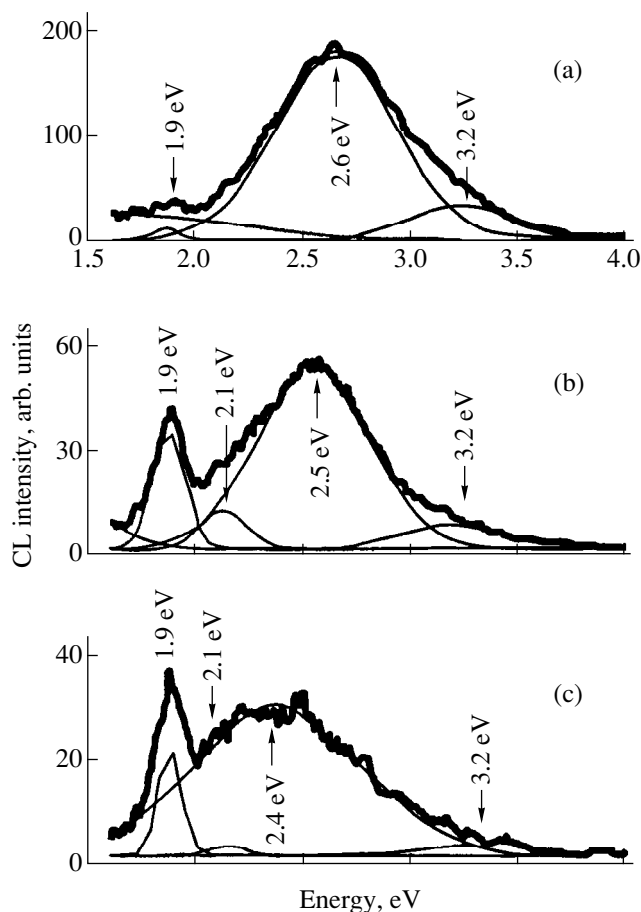 200
(a)
1.9 eV
100
2.6 eV
3.2 eV
0
1.5 2.0 2.5 3.0 3.5 4.0
CL intensity, arb. units
60
1.9 eV
2.1 eV
(b)
30
2.5 eV
3.2 eV
0
1.9 eV
40
2.1 eV
(c)
20
2.4 eV
3.2 eV
0
Energy, eV